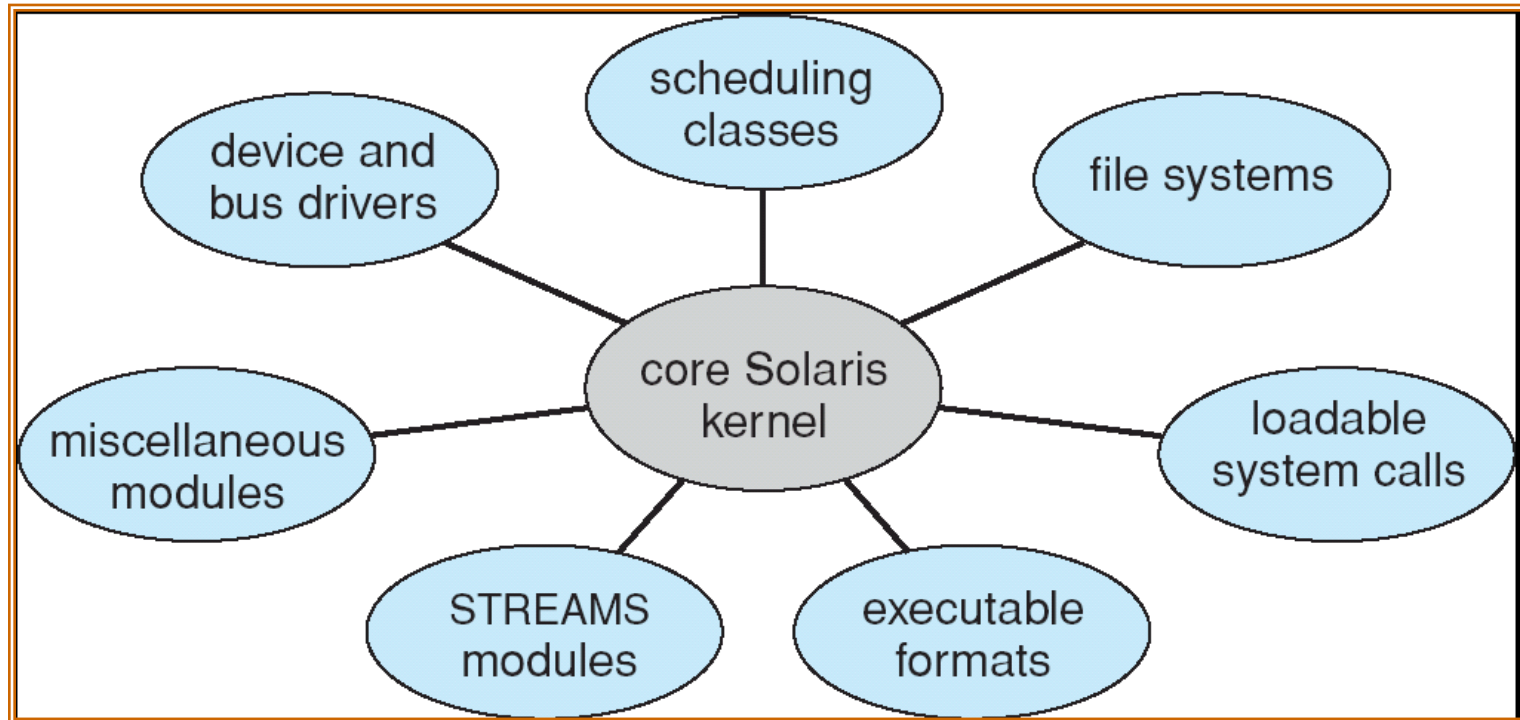 scheduling
classes
device and
bus drivers
file systems
core Solaris
kernel
loadable
system calls
miscellaneous
modules
STREAMS
modules
executable
formats